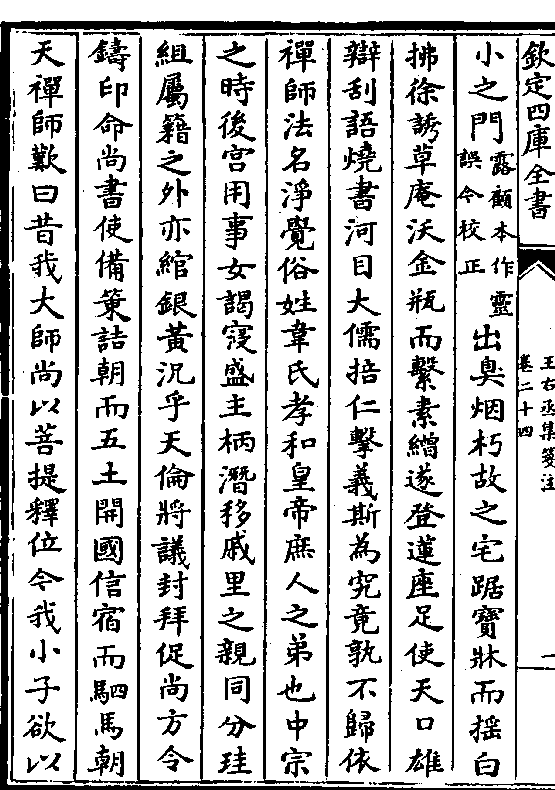 欽定四庫全書
王右丞集箋注
卷二十四
一
小之門露顧本作靈誤今校正出臭烟朽故之宅踞寶牀而揺白
拂徐誘草庵沃金瓶而繫素繒遂登蓮座足使天口雄
辯刮語燒書河目大儒掊仁擊義斯為究竟孰不歸依
禪師法名淨覺俗姓韋氏孝和皇帝庶人之弟也中宗
之時後宫用事女謁寖盛主柄潛移戚里之親同分珪
組屬籍之外亦綰銀黃況乎天倫將議封拜促尚方令
鑄印命尚書使備䇿詰朝而五土開國信宿而駟馬朝
天禪師歎曰昔我大師尚以菩提釋位今我小子欲以